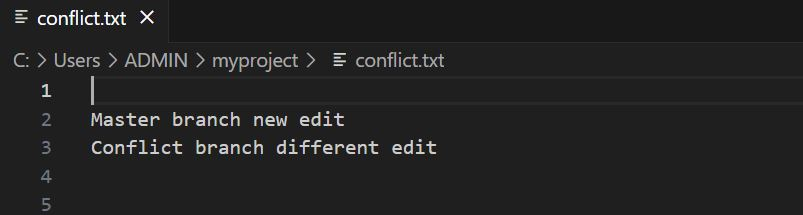 conflict.txt
C: > Users > ADMIN > myproject > conflict.txt
1
2 Master branch new edit
3 Conflict branch different edit
4
5